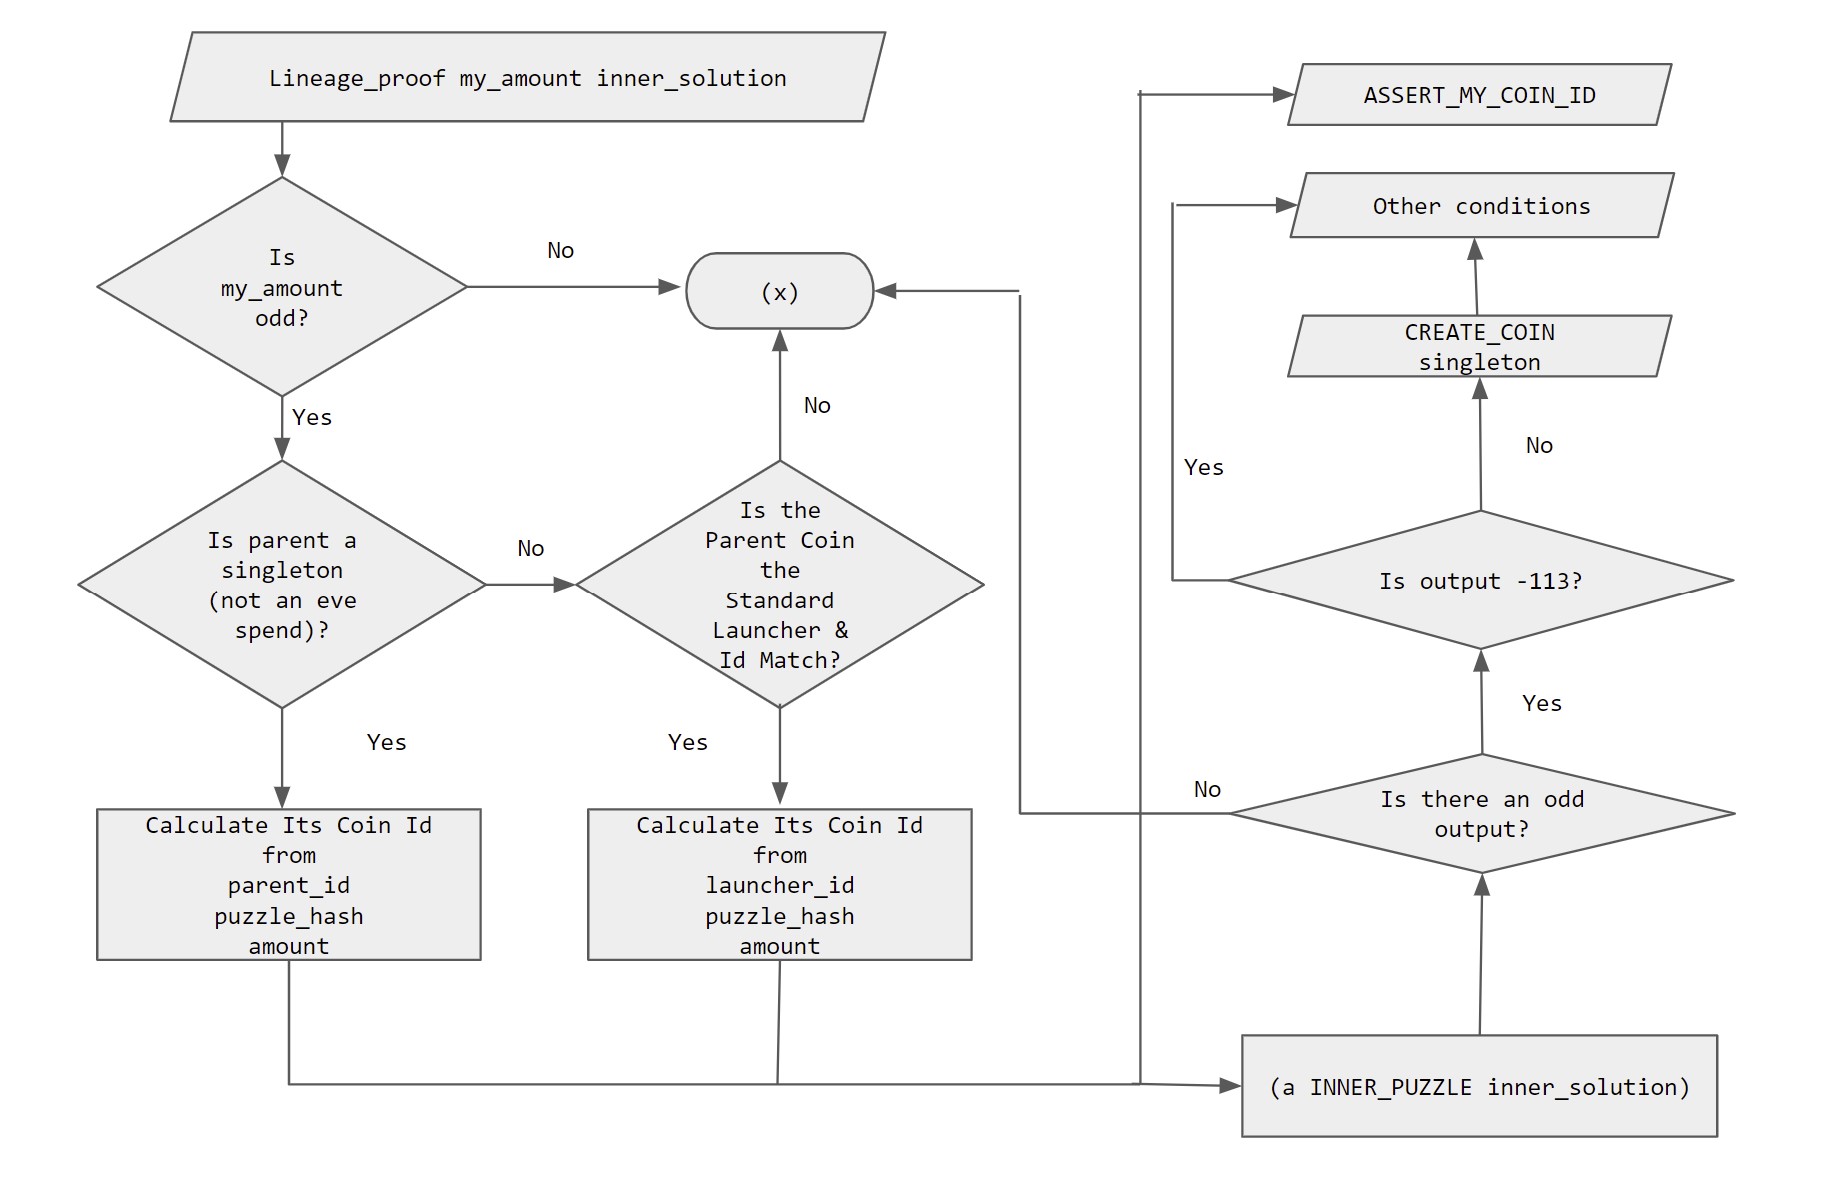 Lineage_proof my_amount inner_solution
Is
my_amount
odd?
No
(x)
Yes
Is parent a
singleton
(not an eve
spend)?
No
Is the
Parent Coin
the
Standard
Launcher &
Id Match?
No
Yes
Calculate Its Coin Id
from
parent_id
puzzle_hash
amount
Yes
Calculate Its Coin Id
from
launcher_id
puzzle_hash
amount
(a INNER_PUZZLE inner_solution)
Is there an odd
output?
No
Yes
Is output -113?
Yes
No
CREATE_COIN
singleton
Other conditions
ASSERT_MY_COIN_ID